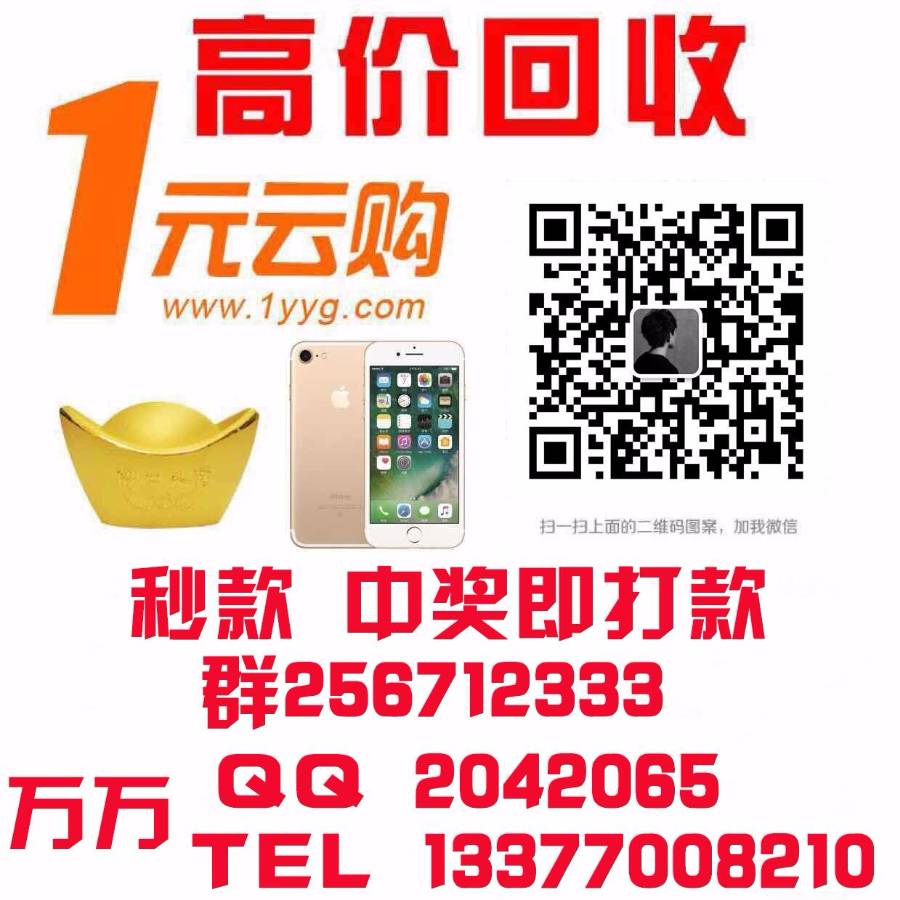 高价回收
1元云购
www.1yyg.com
扫一扫上面的二维码图案，加我微信
秒款 中奖即打款
群256712333
万万
QQ 2042065
TEL 13377008210